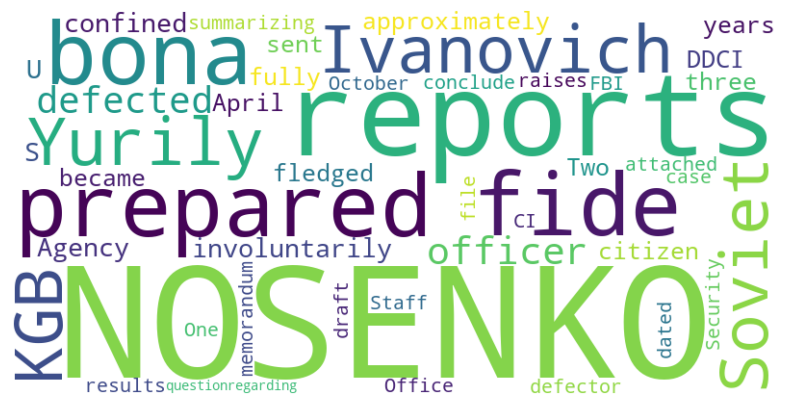 confined summarizing approximately years
U bona sent Ivanovich DDCI
fully October conclude raises FBI three
defected April reports
S Yurily fledged Two attached
became case
prepared file fide CI Soviet
Agency involuntarily officer citizen
KGB NOSENKO
memorandum draft Staff dated Security
One
results questionregarding Office defector